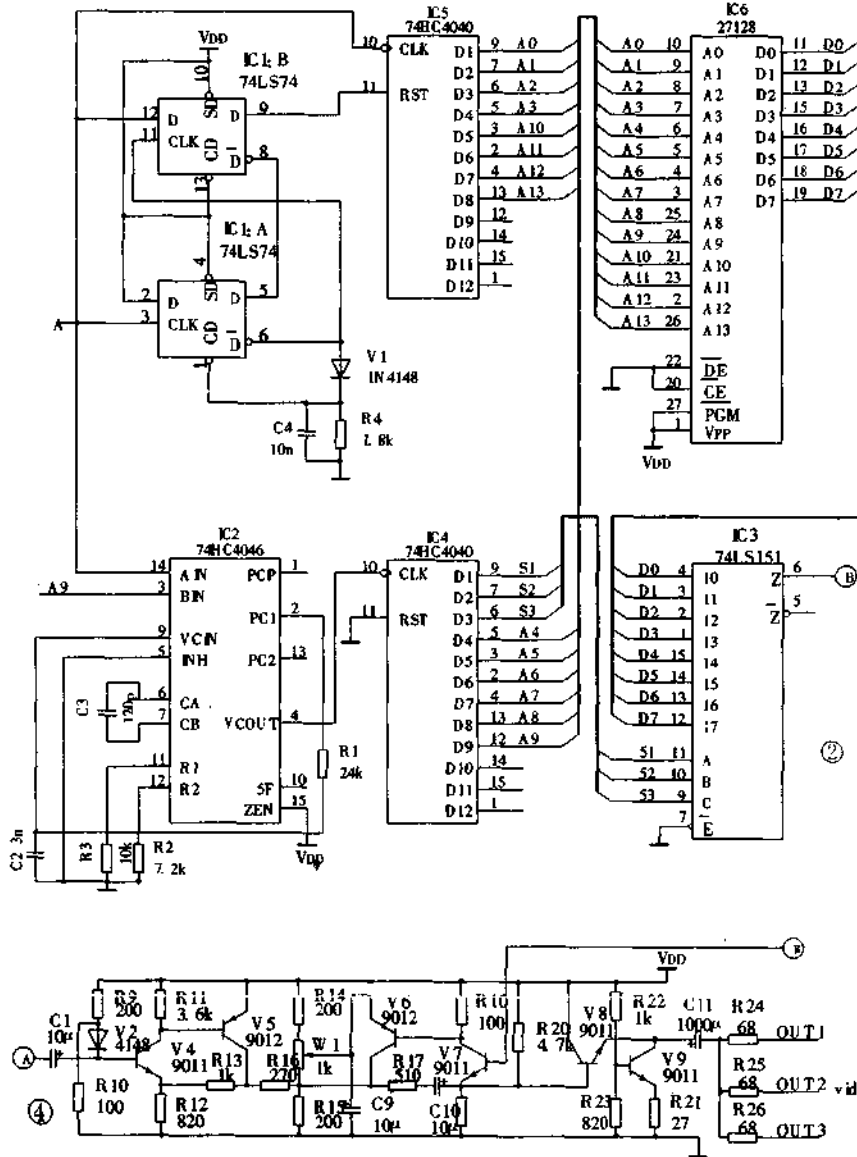 VDD
IC1: B
74LS74
10
12
D
SD
D
9
11
CLK
CD
D
8
13
IC1: A
74LS74
4
2
D
SD
D
5
A
3
CLK
CD
D
6
1
V1
1N4148
C4
10n
R4
IC5
74HC4040
10
CLK
11
RST
D1 9 A0
D2 7 A1
D3 6 A2
D4 5 A3
D5 3 A10
D6 2 A11
D7 4 A12
D8 13 A13
D9 12
D10 14
D11 15
D12 1
IC6
27128
A0 10 A0
A1 9 A1
A2 8 A2
A3 7 A3
A4 6 A4
A5 5 A5
A6 4 A6
A7 3 A7
A8 25 A8
A9 24 A9
A10 21 A10
A11 23 A11
A12 2 A12
A13 26 A13
22 DE
20 CE
27 PGM
1 VPP
VDD
D0 11 D0
D1 12 D1
D2 13 D2
D3 15 D3
D4 16 D4
D5 17 D5
D6 18 D6
D7 19 D7
IC2
74HC4046
14 AIN
A9 3 BIN
9 VCIN
5 INH
6 CA
7 CB
11 R1
12 R2
PCP 1
PC1 2
PC2 13
VCOUT 4
SF 10
ZEN 15
VDD
C3
120p
C2 3n
R3
10k
R2
7.2k
R1
24k
IC4
74HC4040
10
CLK
11
RST
D1 9 S1
D2 7 S2
D3 6 S3
D4 5 A4
D5 3 A5
D6 2 A6
D7 4 A7
D8 13 A8
D9 12 A9
D10 14
D11 15
D12 1
IC3
74LS151
D0 4 I0
D1 3 I1
D2 2 I2
D3 1 I3
D4 15 I4
D5 14 I5
D6 13 I6
D7 12 I7
S1 11 A
S2 10 B
S3 9 C
7 E
Z 6 B
Z 5
②
B
VDD
R9
200
R11
3.6k
R14
200
V6
9012
R10
100
V8
9011
R22
1k
C11
1000μ
R24
68
OUT1
C1
10μ
V2
4148
V5
9012
W1
1k
R20
4.7k
A
V4
9011
R13
1k
R16
270
R17
510
V7
9011
V9
9011
R25
68
OUT2 vid
R10
100
④
R12
820
R15
200
C9
10μ
C10
10μ
R23
820
R21
27
R26
68
OUT3